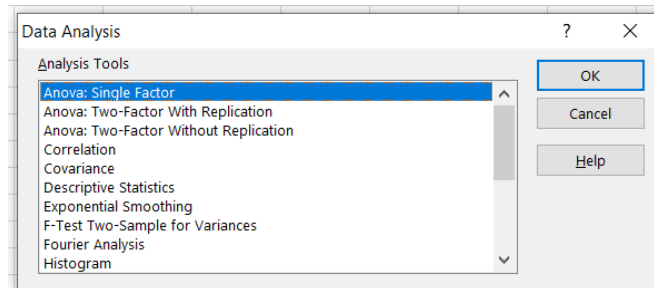 Data Analysis
?
Analysis Tools
Anova: Single Factor
Anova: Two-Factor With Replication
Anova: Two-Factor Without Replication
Correlation
Covariance
Descriptive Statistics
Exponential Smoothing
F-Test Two-Sample for Variances
Fourier Analysis
Histogram
OK
Cancel
Help